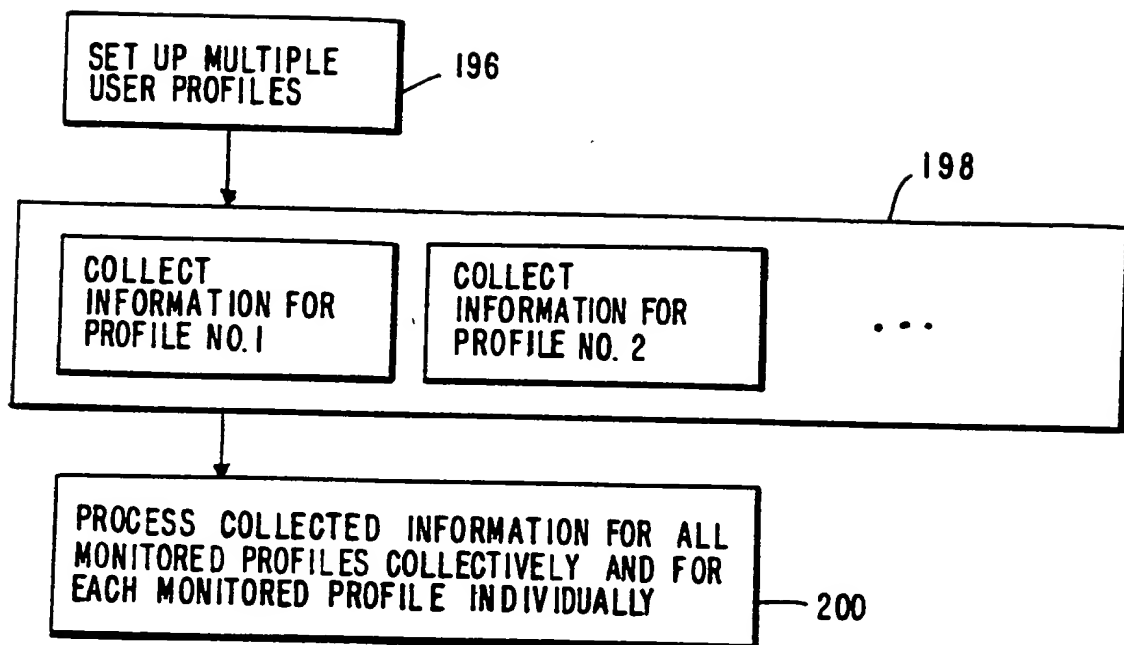 SET UP MULTIPLE
USER PROFILES
196
198
COLLECT
INFORMATION FOR
PROFILE NO. 1
COLLECT
INFORMATION FOR
PROFILE NO. 2
...
PROCESS COLLECTED INFORMATION FOR ALL
MONITORED PROFILES COLLECTIVELY AND FOR
EACH MONITORED PROFILE INDIVIDUALLY
200